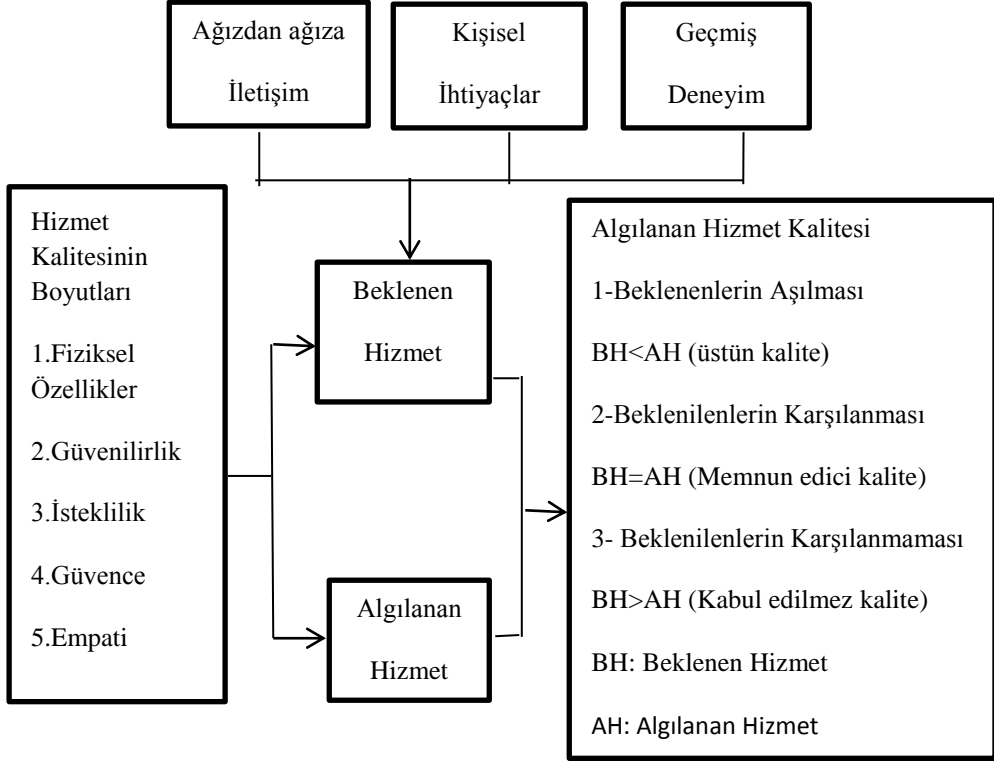 Ağızdan ağıza
İletişim
Kişisel
İhtiyaçlar
Geçmiş
Deneyim
Hizmet
Kalitesinin
Boyutları
1.Fiziksel
Özellikler
2.Güvenilirlik
3.İsteklilik
4.Güvence
5.Empati
Beklenen
Hizmet
Algılanan
Hizmet
Algılanan Hizmet Kalitesi
1-Beklenenlerin Aşılması
BH<AH (üstün kalite)
2-Beklenilenlerin Karşılanması
BH=AH (Memnun edici kalite)
3- Beklenilenlerin Karşılanmaması
BH>AH (Kabul edilmez kalite)
BH: Beklenen Hizmet
AH: Algılanan Hizmet